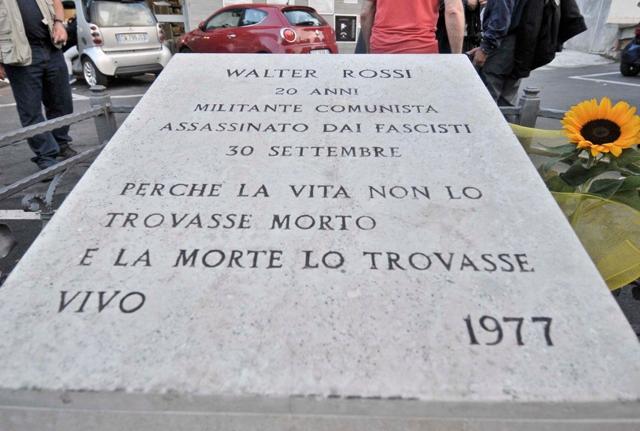 WALTER ROSSI
20 ANNI
MILITANTE COMUNISTA
ASSASSINATO DAI FASCISTI
30 SETTEMBRE
PERCHE LA VITA NON LO
TROVASSE MORTO
E LA MORTE LO TROVASSE
VIVO
1977